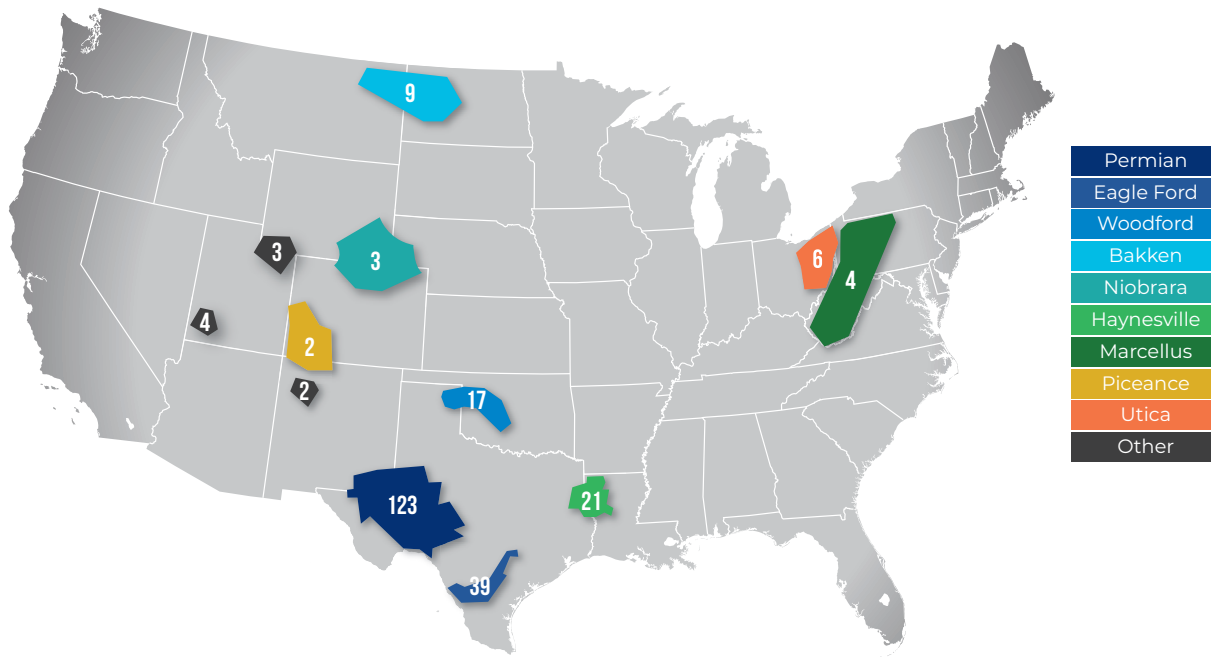 9
3
3
4
2
2
17
123
21
39
6
4
Permian
Eagle Ford
Woodford
Bakken
Niobrara
Haynesville
Marcellus
Piceance
Utica
Other